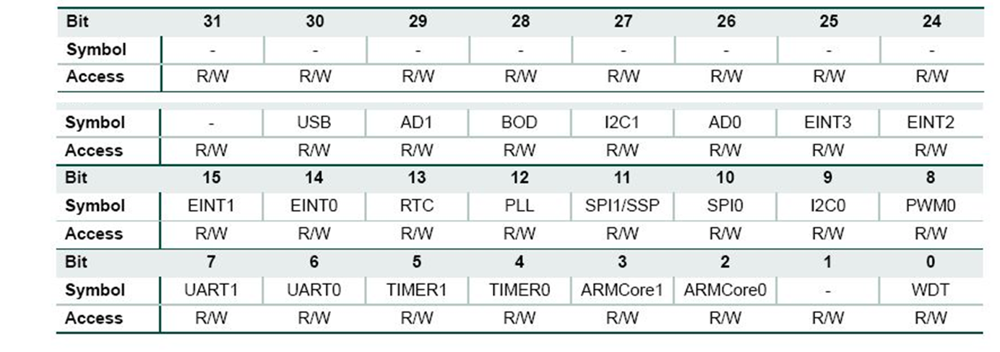 Bit 31 30 29 28 27 26 25 24
Symbol - - - - - - - -
Access R/W R/W R/W R/W R/W R/W R/W R/W
Symbol - USB AD1 BOD I2C1 AD0 EINT3 EINT2
Access R/W R/W R/W R/W R/W R/W R/W R/W
Bit 15 14 13 12 11 10 9 8
Symbol EINT1 EINT0 RTC PLL SPI1/SSP SPI0 I2C0 PWM0
Access R/W R/W R/W R/W R/W R/W R/W R/W
Bit 7 6 5 4 3 2 1 0
Symbol UART1 UART0 TIMER1 TIMER0 ARMCore1 ARMCore0 - WDT
Access R/W R/W R/W R/W R/W R/W R/W R/W